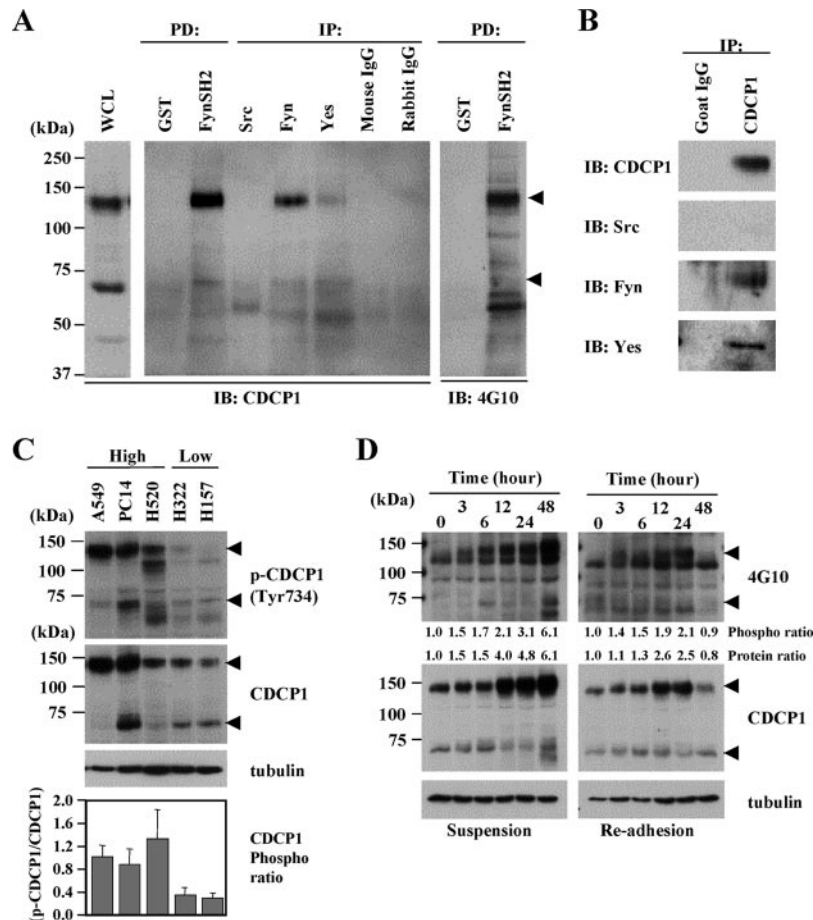 A
PD:
IP:
PD:
(kDa)
WCL
GST
FynSH2
Src
Fyn
Yes
Mouse IgG
Rabbit IgG
GST
FynSH2
250
150
100
75
50
37
IB: CDCP1
IB: 4G10
B
IP:
Goat IgG
CDCP1
IB: CDCP1
IB: Src
IB: Fyn
IB: Yes
C
High
Low
A549
PC14
H520
H322
H157
(kDa)
150
100
75
p-CDCP1
(Tyr734)
(kDa)
150
100
75
CDCP1
tubulin
(p-CDCP1/CDCP1)
2.0
1.6
1.2
0.8
0.4
0.0
CDCP1
Phospho
ratio
D
Time (hour)
Time (hour)
(kDa)
0 3 6 12 24 48
0 3 6 12 24 48
150
100
75
4G10
1.0 1.5 1.7 2.1 3.1 6.1
1.0 1.4 1.5 1.9 2.1 0.9
Phospho ratio
1.0 1.5 1.5 4.0 4.8 6.1
1.0 1.1 1.3 2.6 2.5 0.8
Protein ratio
150
100
75
CDCP1
tubulin
Suspension
Re-adhesion